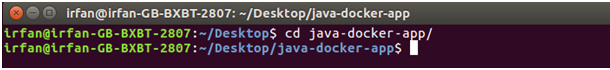 irfan@irfan-GB-BXBT-2807: ~/Desktop/java-docker-app
irfan@irfan-GB-BXBT-2807:~/Desktop$ cd java-docker-app/
irfan@irfan-GB-BXBT-2807:~/Desktop/java-docker-app$